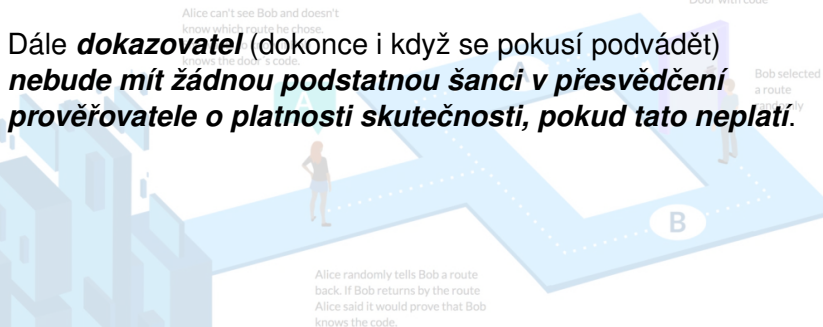 Alice can't see Bob and doesn't
know which route he chose.
knows the door's code.
Door with code
Dále dokazovatel (dokonce i když se pokusí podvádět)
nebude mít žádnou podstatnou šanci v přesvědčení
prověřovatele o platnosti skutečnosti, pokud tato neplatí.
A
A
Bob selected
a route
randomly
B
Alice randomly tells Bob a route
back. If Bob returns by the route
Alice said it would prove that Bob
knows the code.